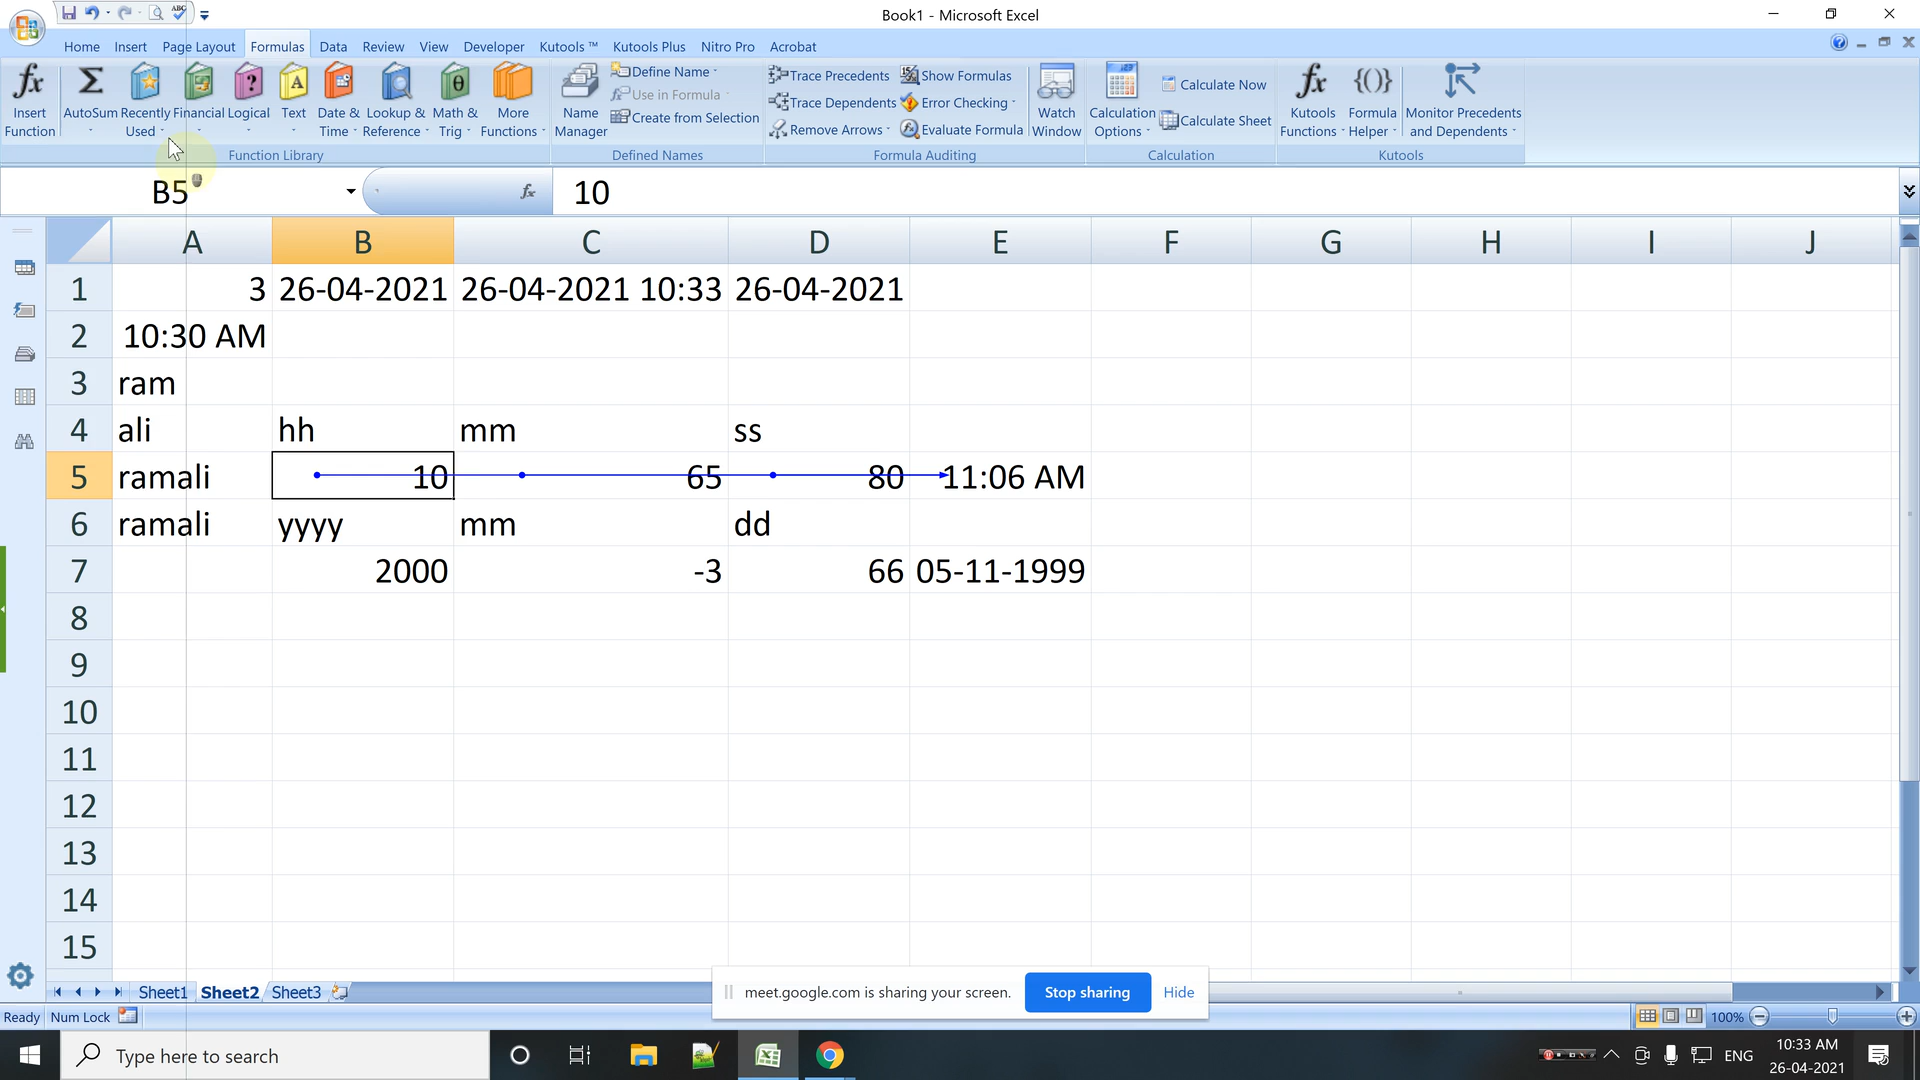 Book1 - Microsoft Excel
Home Insert Page Layout Formulas Data Review View Developer Kutools ™ Kutools Plus Nitro Pro Acrobat
Insert Function
AutoSum
Recently Used
Financial
Logical
Text
Date & Time
Lookup & Reference
Math & Trig
More Functions
Function Library
Name Manager
Define Name
Use in Formula
Create from Selection
Defined Names
Trace Precedents
Trace Dependents
Remove Arrows
Show Formulas
Error Checking
Evaluate Formula
Formula Auditing
Watch Window
Calculation Options
Calculate Now
Calculate Sheet
Calculation
Kutools Functions
Formula Helper
Monitor Precedents and Dependents
Kutools
B5 fx 10
A B C D E F G H I J
1 3 26-04-2021 26-04-2021 10:33 26-04-2021
2 10:30 AM
3 ram
4 ali hh mm ss
5 ramali 10 65 80 11:06 AM
6 ramali yyyy mm dd
7 2000 -3 66 05-11-1999
8
9
10
11
12
13
14
15
Sheet1 Sheet2 Sheet3
meet.google.com is sharing your screen. Stop sharing Hide
Ready Num Lock 100%
Type here to search
ENG
10:33 AM
26-04-2021